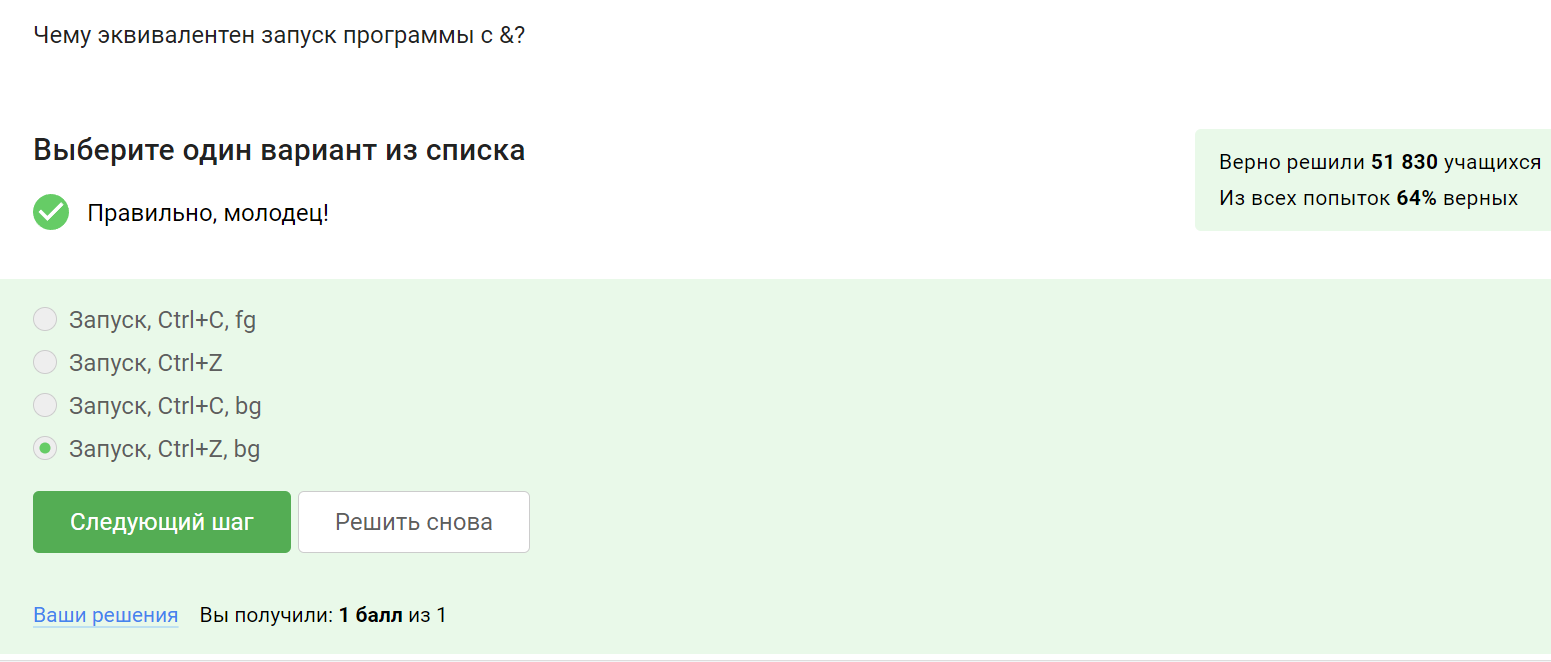 Чему эквивалентен запуск программы с &?
Выберите один вариант из списка
Правильно, молодец!
Верно решили 51 830 учащихся
Из всех попыток 64% верных
Запуск, Ctrl+C, fg
Запуск, Ctrl+Z
Запуск, Ctrl+C, bg
Запуск, Ctrl+Z, bg
Следующий шаг Решить снова
Ваши решения Вы получили: 1 балл из 1